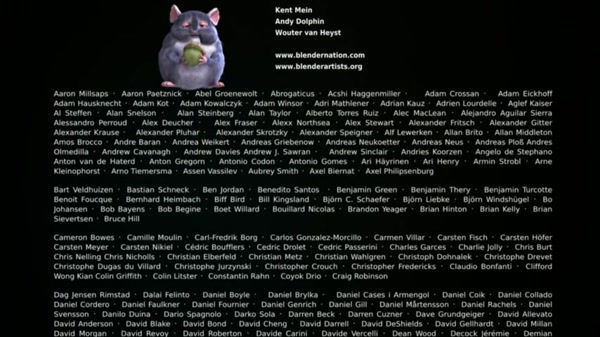 Kent Mein
Andy Dolphin
Wouter van Heyst
www.blendernation.com
www.blenderartists.org
Aaron Millsaps · Aaron Paetznick · Abel Groenewolt · Abrogaticus · Acshi Haggenmiller · Adam Crossan · Adam Eickhoff
Adam Hausknecht · Adam Kot · Adam Kowalczyk · Adam Winsor · Adri Mathlener · Adrian Kauz · Adrien Lourdelle · Aglef Kaiser
Al Steffen · Alan Snelson · Alan Steinberg · Alan Taylor · Alberto Torres Ruiz · Alec MacLean · Alejandro Aguilar Sierra
Alessandro Perroud · Alex Deucher · Alex Fraser · Alexx Northsea · Alex Stewart · Alexander Fritsch · Alexander Gitter
Alexander Krause · Alexander Pluhar · Alexander Skrotzky · Alexander Speigner · Alf Lewerken · Allan Brito · Allan Middleton
Amos Brocco · Andre Baran · Andrea Weikert · Andreas Griebenow · Andreas Neukoetter · Andreas Neus · Andreas Ploß Andres
Olmedilla · Andrew Cavanagh · Andrew Davies Andrew J. Sawran · Andrew Sinclair · Andries Koorzen · Angelo de Stephano
Anton van de Haterd · Anton Gregorn · Antonio Codon · Antonio Gomes · Ari Häyrinen · Ari Henry · Armin Strobl · Arne
Kleinophorst · Arno Tiemersma · Assen Vassilev · Aubrey Smith · Axel Biernat · Axel Philipsenburg
Bart Veldhuizen · Bastian Schneck · Ben Jordan · Benedito Santos · Benjamin Green · Benjamin Thery · Benjamin Turcotte
Benoit Foucque · Bernhard Heimbach · Biff Bird · Bill Kingsland · Björn C. Schaefer · Björn Liebke · Björn Windshügel · Bo
Johansen · Bob Bayens · Bob Begine · Boet Willard · Bouillard Nicolas · Brandon Yeager · Brian Hinton · Brian Kelly · Brian
Sievertsen · Bruce Hill
Cameron Bowes · Camille Moulin · Carl-Fredrik Borg · Carlos Gonzalez-Morcillo · Carmen Villar · Carsten Fisch · Carsten Höfer
Carsten Meyer · Carsten Nikiel · Cédric Boufflers · Cedric Droiet · Cedric Passerini · Charles Garces · Charlie Jolly · Chris Burt
Chris Nelling Chris Nicholls · Christian Elberfeld · Christian Metz · Christian Wahlgren · Christoph Dohnalek · Christophe Drevet
Christophe Dugas du Villard · Christophe Jurzynski · Christopher Crouch · Christopher Fredericks · Claudio Bonfanti · Clifford
Wong Kian Colin Griffith · Colin Litster · Constantin Rahn · Coyok Drio · Craig Robinson
Dag Jensen Rimstad · Dalai Felinto · Daniel Boyle · Daniel Brylka · Daniel Cases i Armengol · Daniel Coik · Daniel Collado
Daniel Cordero · Daniel Faulkner · Daniel Fournier · Daniel Genrich · Daniel Gill · Daniel Mårtensson · Daniel Rachels · Daniel
Svensson · Danilo Duina · Dario Spagnolo · Darko Sola · Darren Beck · Darren Cuzner · Dave Grundgeiger · David Allevato
David Anderson · David Blake · David Bond · David Cheng · David Darrell · David DeShields · David Gellhardt · David Millan
David Morgan · David Revoy · David Roberton · Davide Carini · Davide Vercelli · Dean Wood · Decock Jérémie · Demian